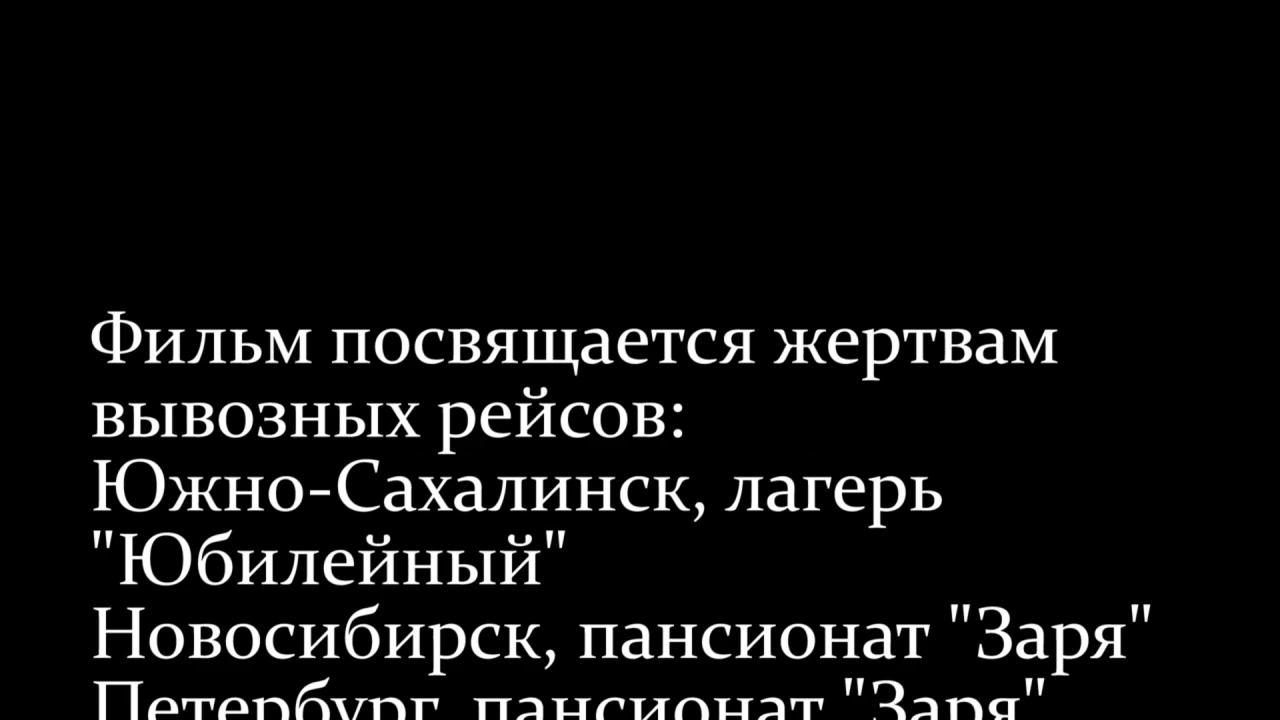 Фильм посвящается жертвам
вывозных рейсов:
Южно-Сахалинск, лагерь
"Юбилейный"
Новосибирск, пансионат "Заря"
Петербург, пансионат "Заря"